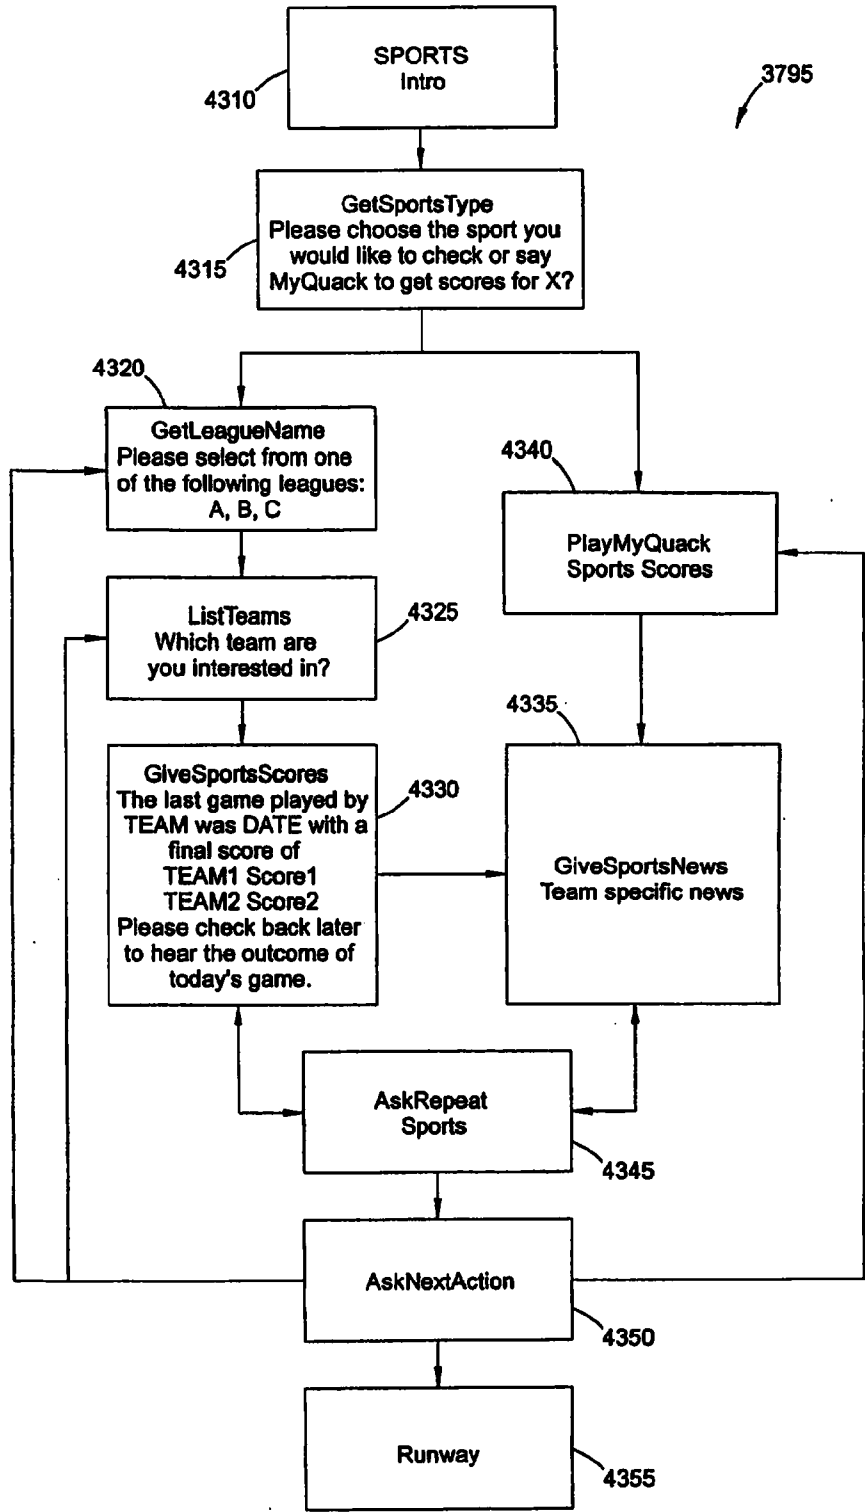 SPORTS
Intro
4310
3795
GetSportsType
Please choose the sport you
would like to check or say
MyQuack to get scores for X?
4315
4320
GetLeagueName
Please select from one
of the following leagues:
A, B, C
4340
PlayMyQuack
Sports Scores
ListTeams
Which team are
you interested in?
4325
4335
GiveSportsScores
The last game played by
TEAM was DATE with a
final score of
TEAM1 Score1
TEAM2 Score2
Please check back later
to hear the outcome of
today's game.
4330
GiveSportsNews
Team specific news
AskRepeat
Sports
4345
AskNextAction
4350
Runway
4355